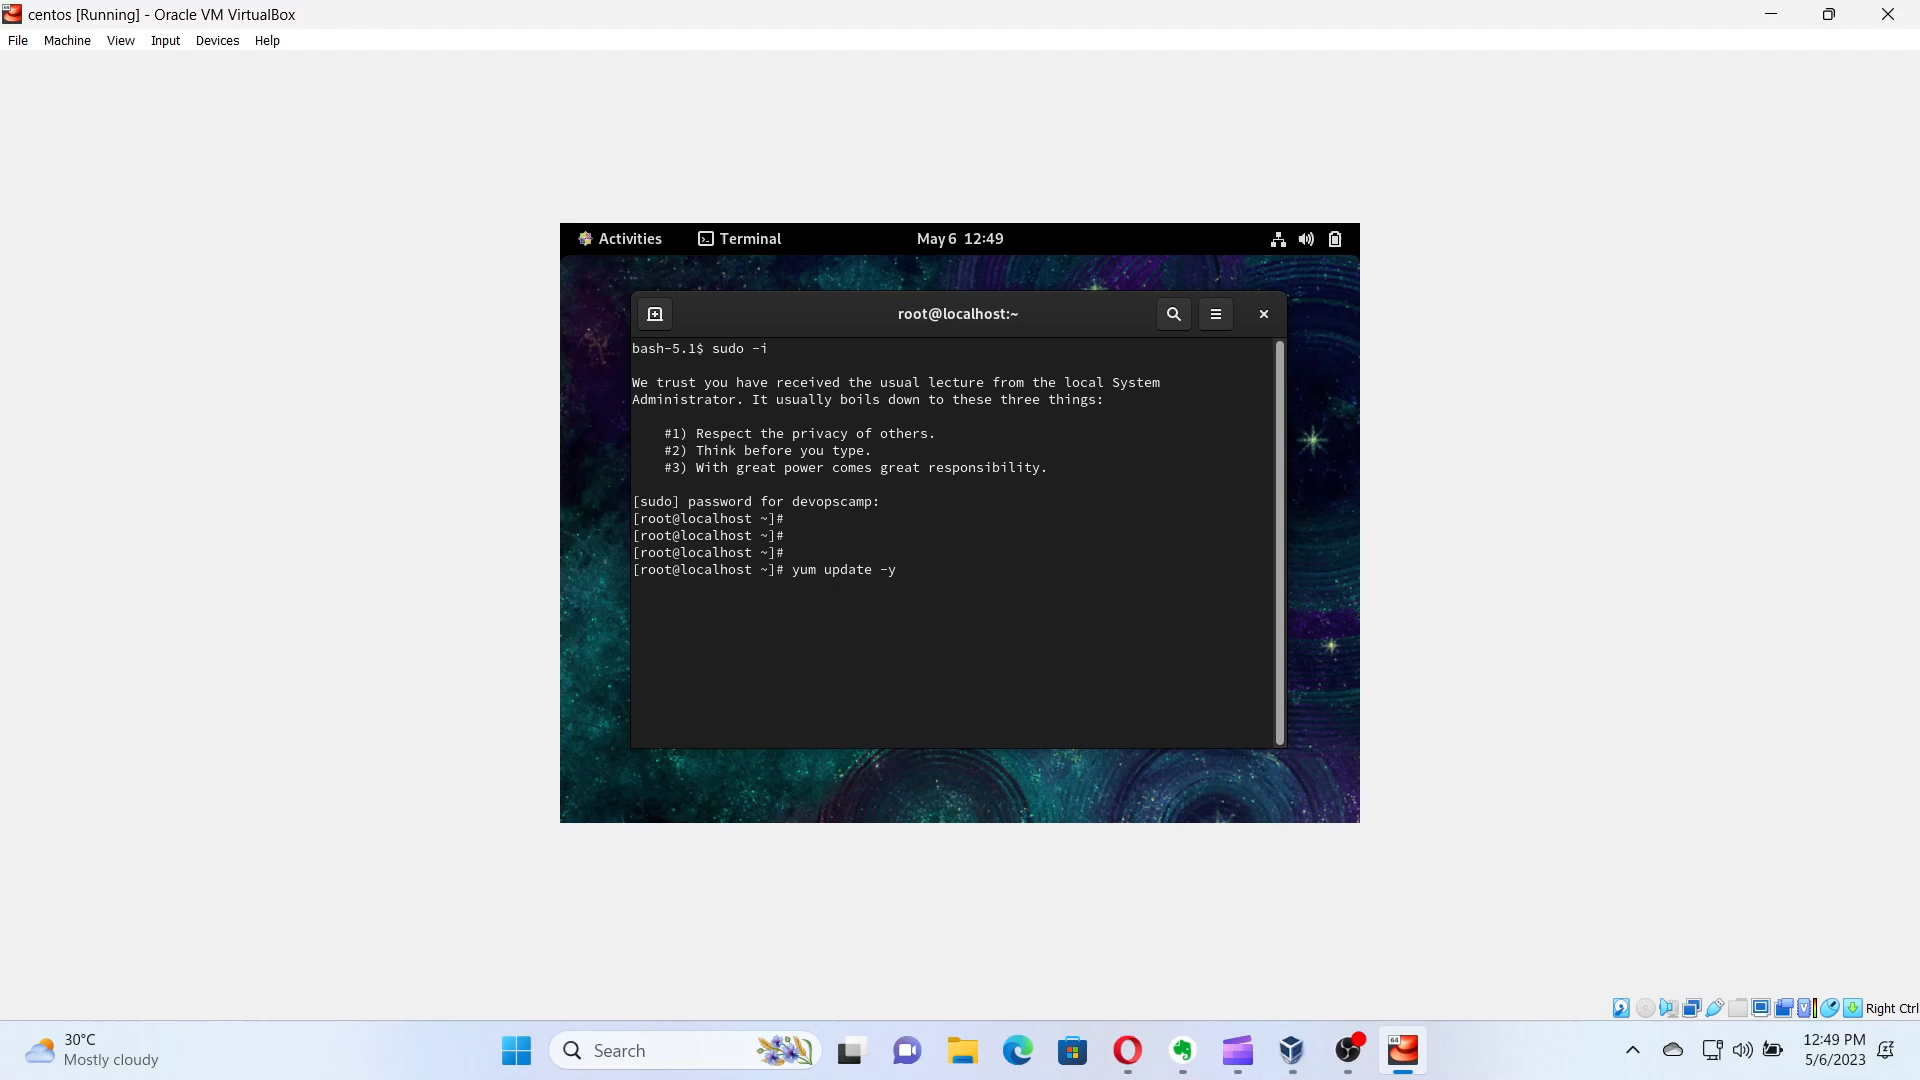 centos [Running] - Oracle VM VirtualBox
File Machine View Input Devices Help
Activities Terminal May 6 12:49
root@localhost:~
bash-5.1$ sudo -i
We trust you have received the usual lecture from the local System
Administrator. It usually boils down to these three things:
#1) Respect the privacy of others.
#2) Think before you type.
#3) With great power comes great responsibility.
[sudo] password for devopscamp:
[root@localhost ~]#
[root@localhost ~]#
[root@localhost ~]#
[root@localhost ~]# yum update -y
Right Ctrl
30°C
Mostly cloudy
Search
64
12:49 PM
5/6/2023